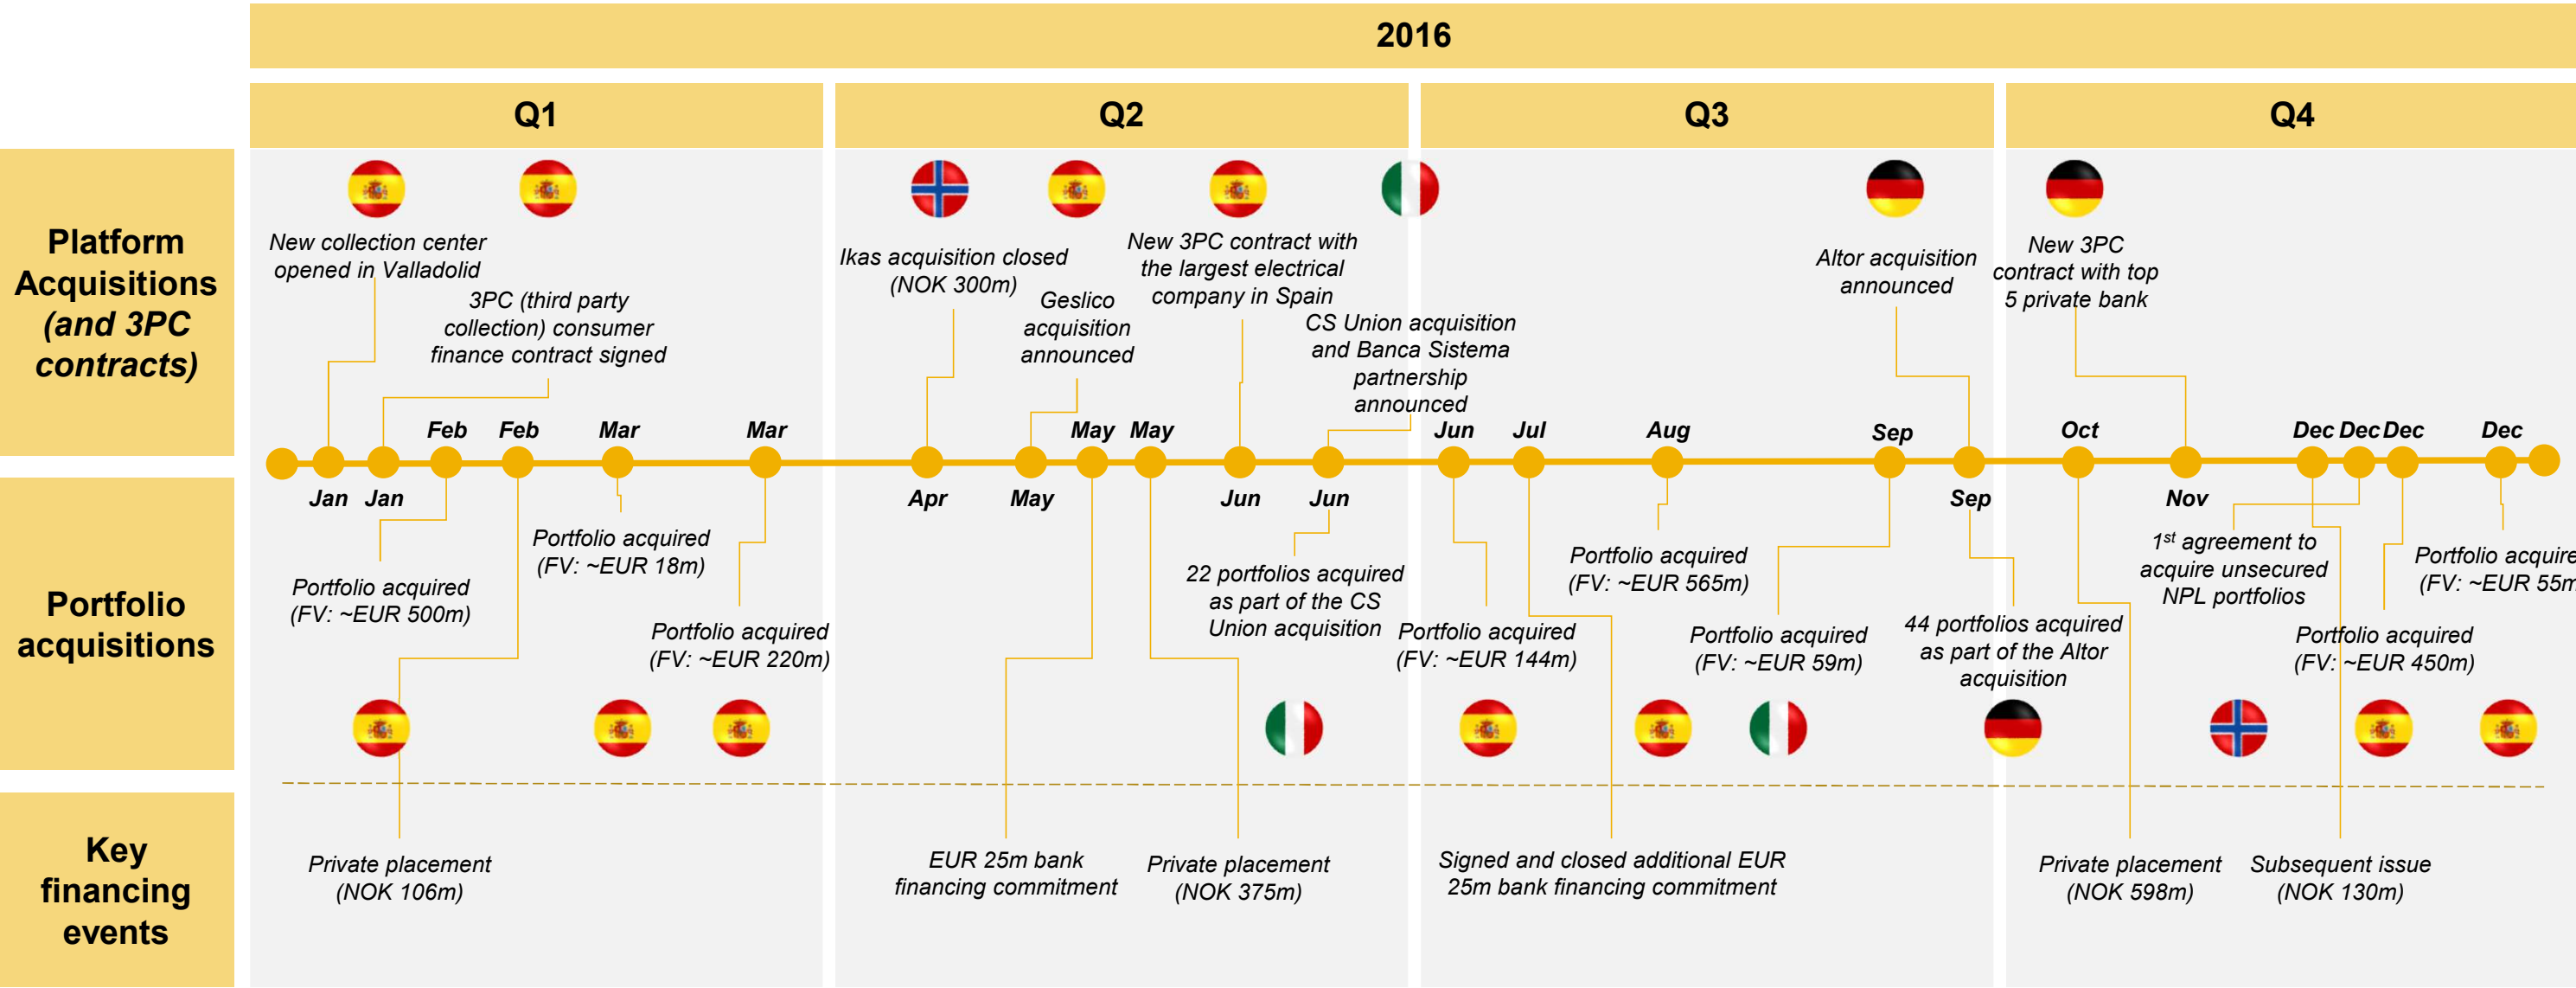 2016
Q1
Q2
Q3
Q4
Platform
Acquisitions
(and 3PC
contracts)
New collection center
opened in Valladolid
3PC (third party
collection) consumer
finance contract signed
Ikas acquisition closed
(NOK 300m)
Geslico
acquisition
announced
New 3PC contract with
the largest electrical
company in Spain
CS Union acquisition
and Banca Sistema
partnership
announced
Altor acquisition
announced
New 3PC
contract with top
5 private bank
Feb
Feb
Mar
Mar
May
May
Jun
Jul
Aug
Sep
Oct
Dec
Dec
Dec
Dec
Jan
Jan
Apr
May
Jun
Jun
Sep
Nov
Portfolio
acquisitions
Portfolio acquired
(FV: ~EUR 500m)
Portfolio acquired
(FV: ~EUR 18m)
Portfolio acquired
(FV: ~EUR 220m)
22 portfolios acquired
as part of the CS
Union acquisition
Portfolio acquired
(FV: ~EUR 144m)
Portfolio acquired
(FV: ~EUR 565m)
Portfolio acquired
(FV: ~EUR 59m)
44 portfolios acquired
as part of the Altor
acquisition
1st agreement to
acquire unsecured
NPL portfolios
Portfolio acquired
(FV: ~EUR 450m)
Portfolio acquire
(FV: ~EUR 55m
Key
financing
events
Private placement
(NOK 106m)
EUR 25m bank
financing commitment
Private placement
(NOK 375m)
Signed and closed additional EUR
25m bank financing commitment
Private placement
(NOK 598m)
Subsequent issue
(NOK 130m)